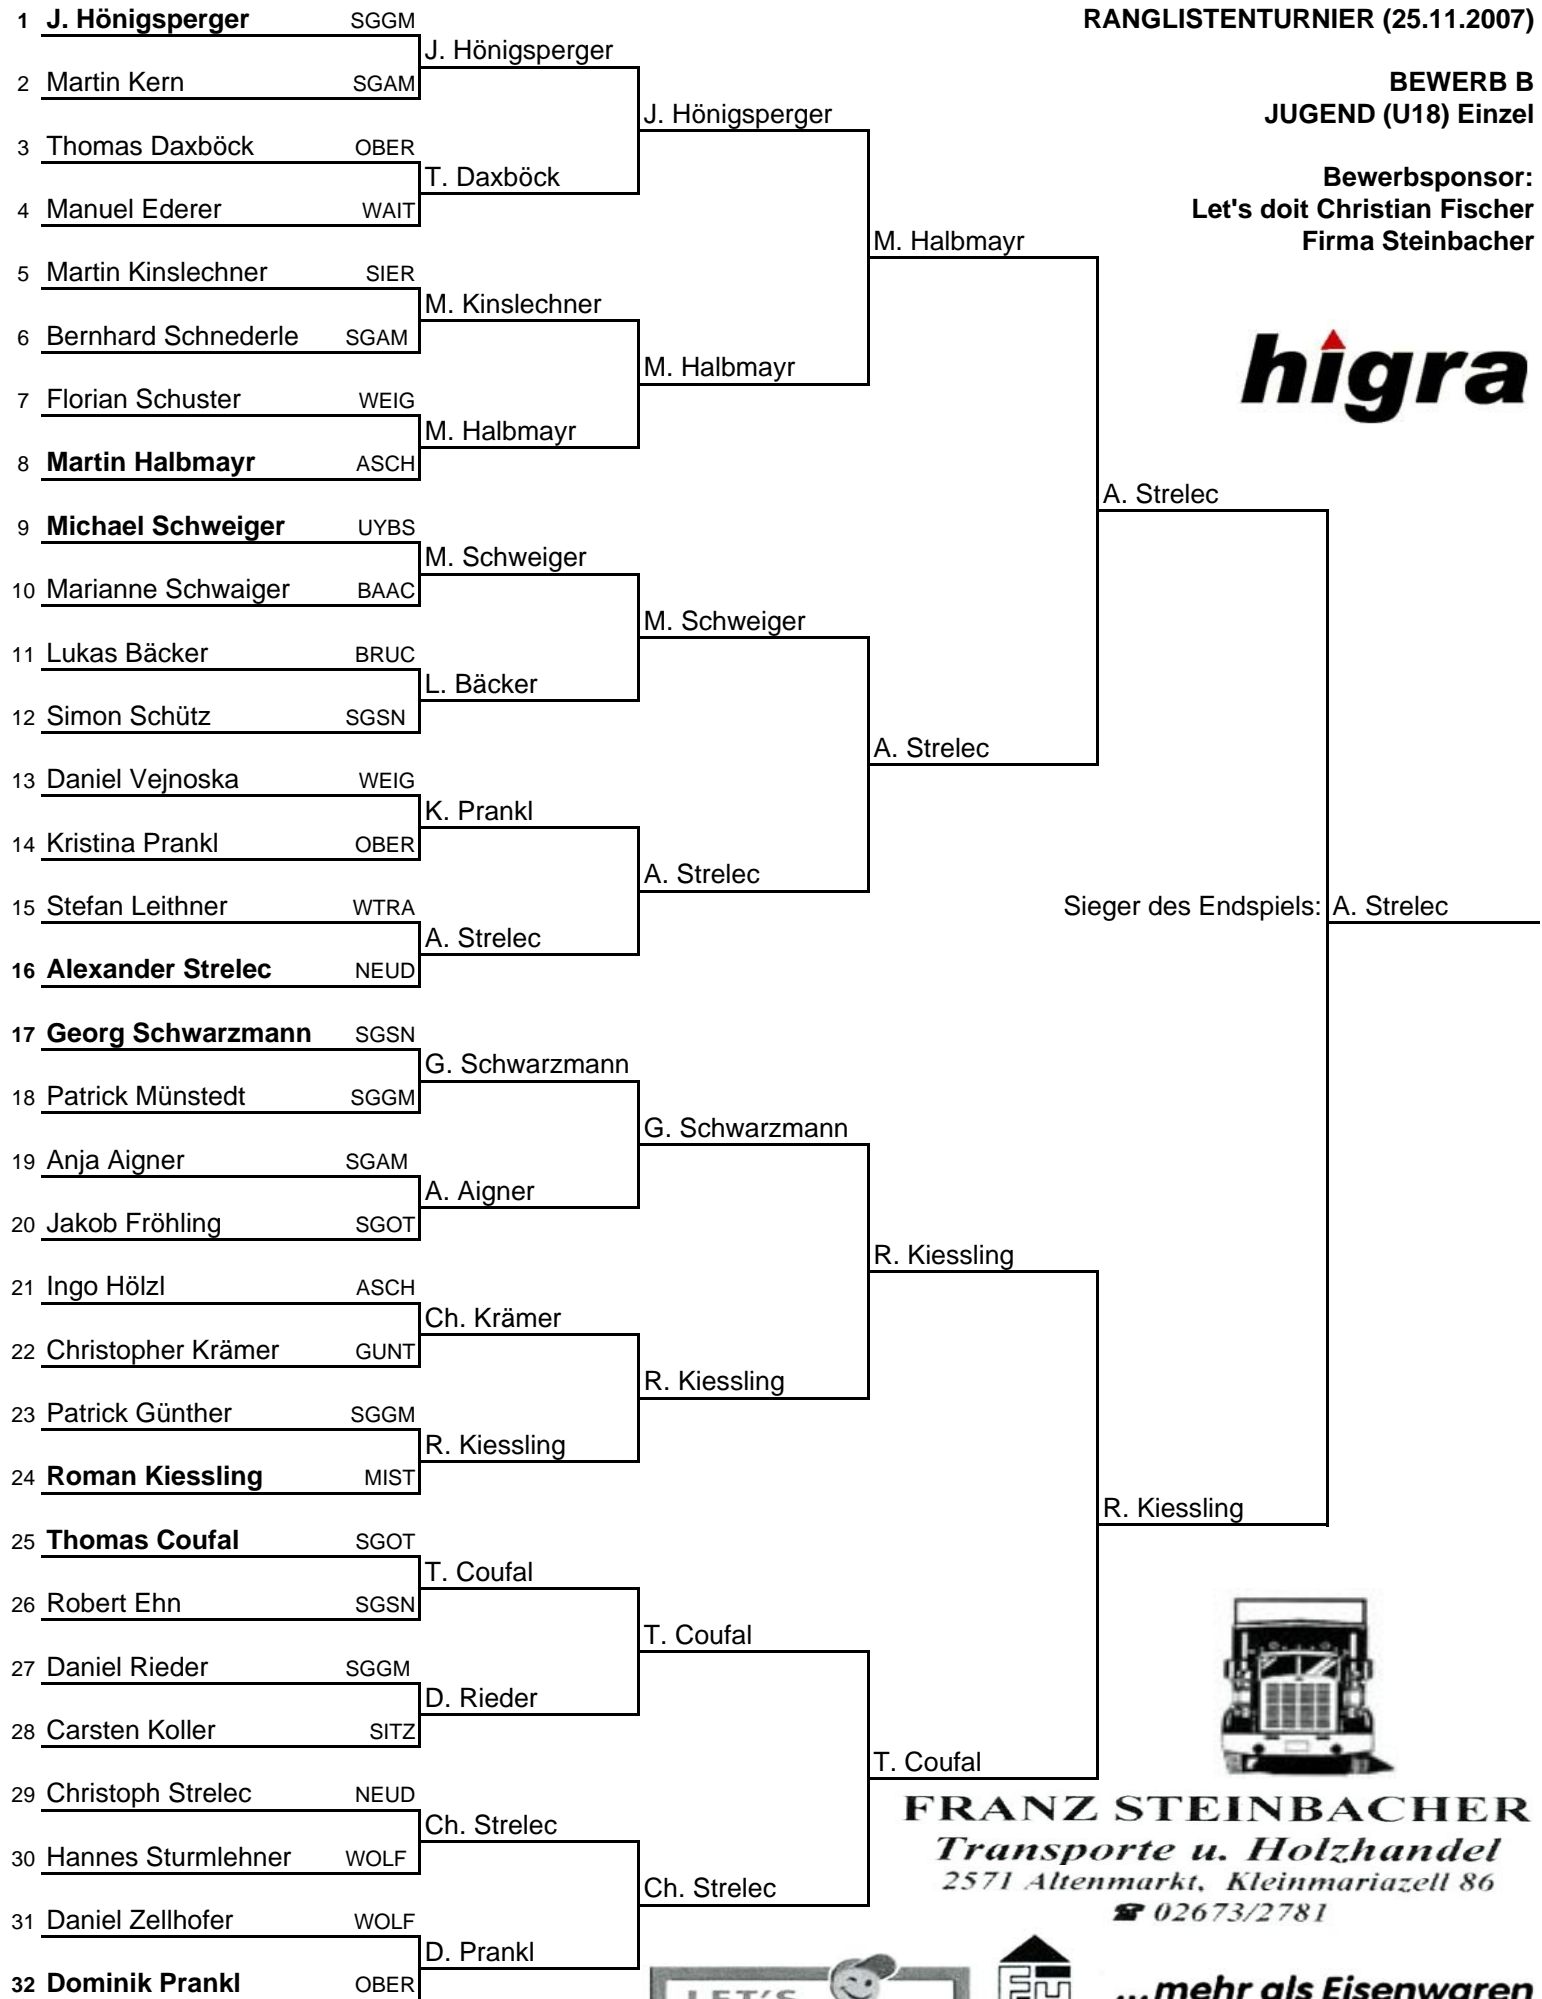 1 J. Hönigsperger SGGM
RANGLISTENTURNIER (25.11.2007)
J. Hönigsperger
2 Martin Kern SGAM
BEWERB B
J. Hönigsperger
JUGEND (U18) Einzel
3 Thomas Daxböck OBER
T. Daxböck
Bewerbsponsor:
4 Manuel Ederer WAIT
Let's doit Christian Fischer
M. Halbmayr
Firma Steinbacher
5 Martin Kinslechner SIER
M. Kinslechner
6 Bernhard Schnederle SGAM
higra
M. Halbmayr
7 Florian Schuster WEIG
M. Halbmayr
8 Martin Halbmayr ASCH
A. Strelec
9 Michael Schweiger UYBS
M. Schweiger
10 Marianne Schwaiger BAAC
M. Schweiger
11 Lukas Bäcker BRUC
L. Bäcker
12 Simon Schütz SGSN
A. Strelec
13 Daniel Vejnoska WEIG
K. Prankl
14 Kristina Prankl OBER
A. Strelec
15 Stefan Leithner WTRA
Sieger des Endspiels: A. Strelec
A. Strelec
16 Alexander Strelec NEUD
17 Georg Schwarzmann SGSN
G. Schwarzmann
18 Patrick Münstedt SGGM
G. Schwarzmann
19 Anja Aigner SGAM
A. Aigner
20 Jakob Fröhling SGOT
R. Kiessling
21 Ingo Hölzl ASCH
Ch. Krämer
22 Christopher Krämer GUNT
R. Kiessling
23 Patrick Günther SGGM
R. Kiessling
24 Roman Kiessling MIST
R. Kiessling
25 Thomas Coufal SGOT
T. Coufal
26 Robert Ehn SGSN
T. Coufal
27 Daniel Rieder SGGM
D. Rieder
28 Carsten Koller SITZ
T. Coufal
29 Christoph Strelec NEUD
FRANZ STEINBACHER
Ch. Strelec
Transporte u. Holzhandel
30 Hannes Sturmlehner WOLF
2571 Altenmarkt, Kleinmariazell 86
Ch. Strelec
☎ 02673/2781
31 Daniel Zellhofer WOLF
D. Prankl
32 Dominik Prankl OBER
LET'S
...mehr als Eisenwaren